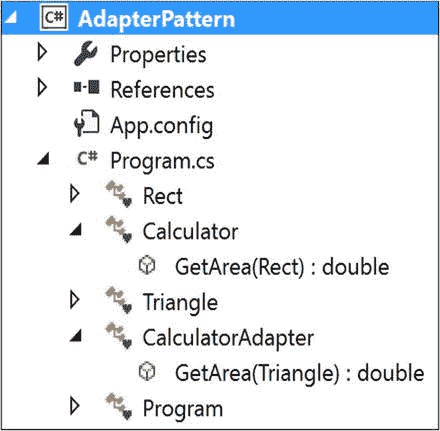 C# AdapterPattern
Properties
References
App.config
C# Program.cs
Rect
Calculator
GetArea(Rect) : double
Triangle
CalculatorAdapter
GetArea(Triangle) : double
Program